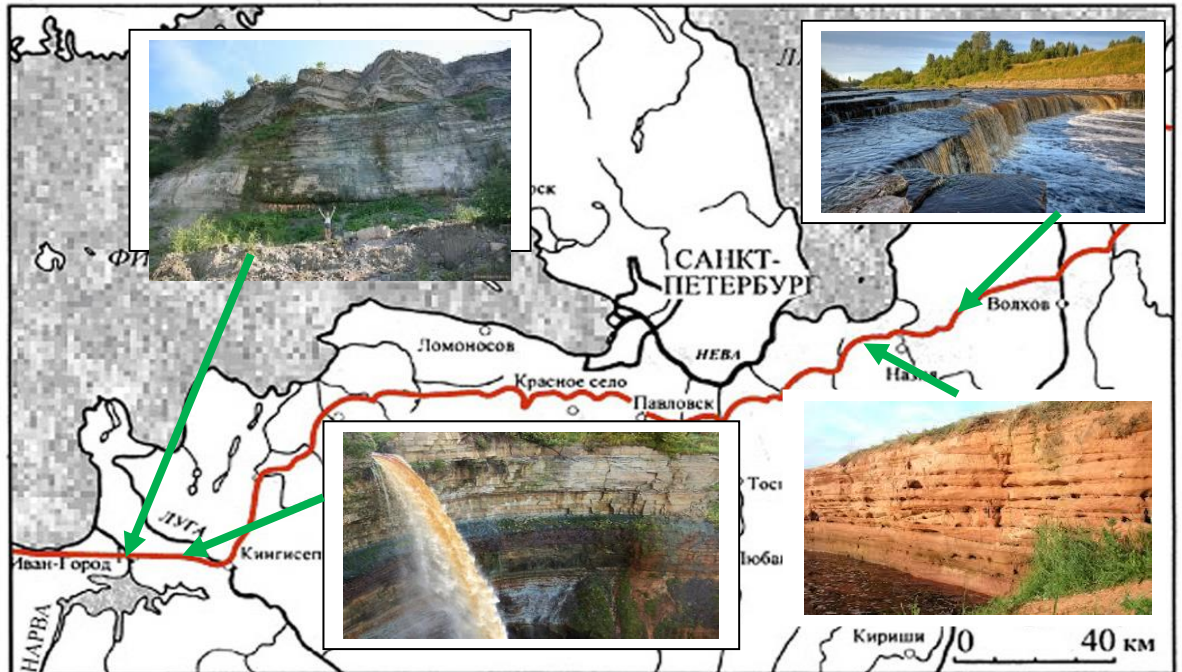 САНКТ-
ПЕТЕРБУРГ
Волхов
Ломоносов
НЕВА
Красное село
Павловск
ЛУГА
Иван-Город
Кингисеп
НАРВА
Кириши
0 40 км